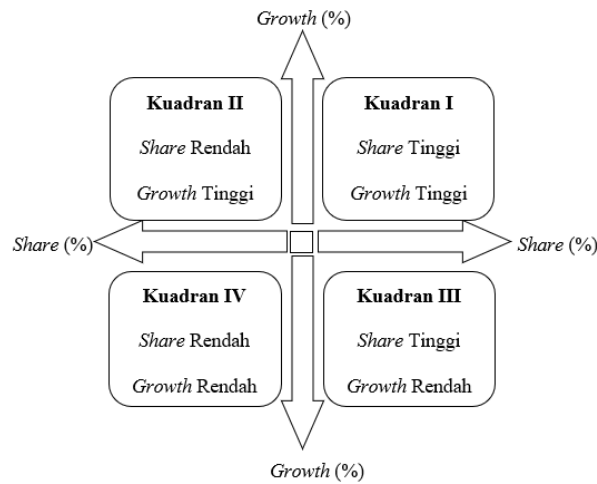 Growth (%)
Kuadran II
Share Rendah
Growth Tinggi
Kuadran I
Share Tinggi
Growth Tinggi
Share (%)
Share (%)
Kuadran IV
Share Rendah
Growth Rendah
Kuadran III
Share Tinggi
Growth Rendah
Growth (%)